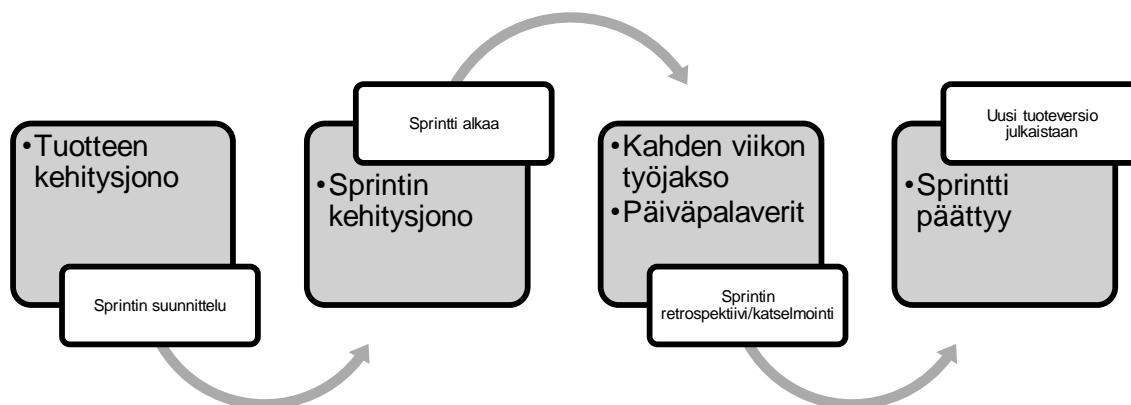 •Tuotteen
kehitysjono
Sprintin suunnittelu
Sprintti alkaa
•Sprintin
kehitysjono
•Kahden viikon
työjakso
•Päiväpalaverit
Sprintin
retrospektiivi/katselmointi
Uusi tuoteversio
julkaistaan
•Sprintti
päättyy